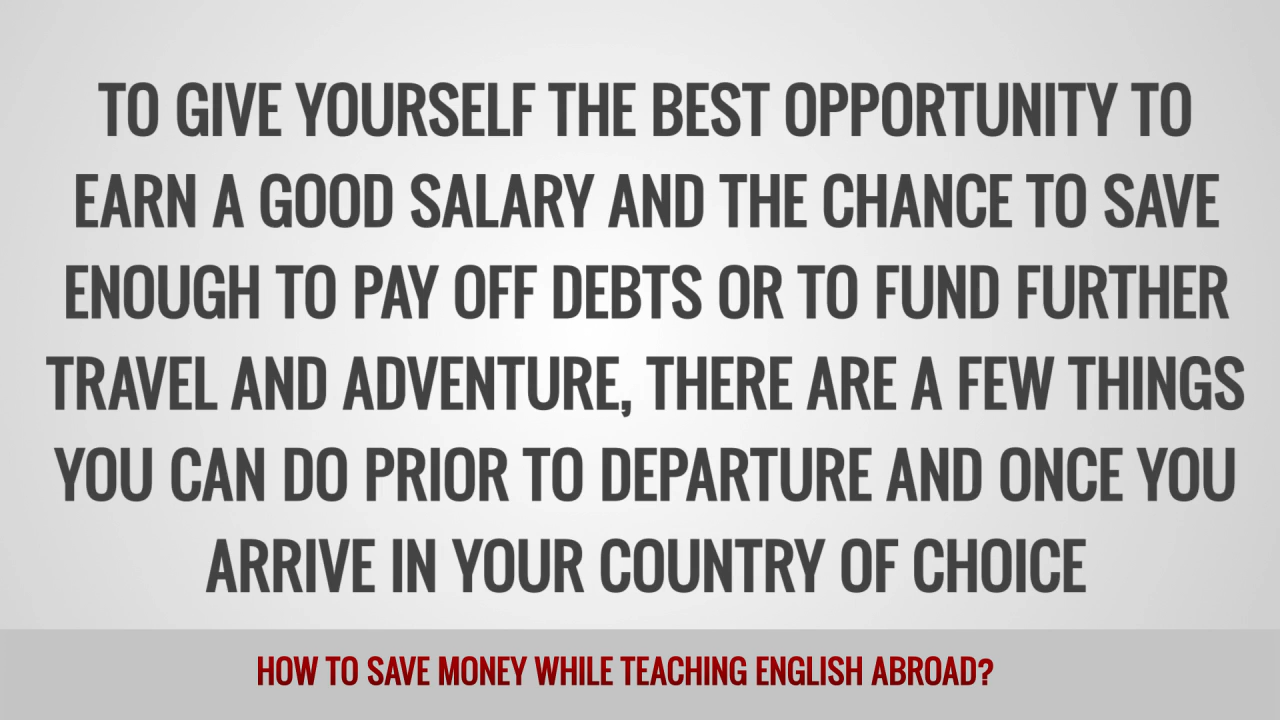 TO GIVE YOURSELF THE BEST OPPORTUNITY TO
EARN A GOOD SALARY AND THE CHANCE TO SAVE
ENOUGH TO PAY OFF DEBTS OR TO FUND FURTHER
TRAVEL AND ADVENTURE, THERE ARE A FEW THINGS
YOU CAN DO PRIOR TO DEPARTURE AND ONCE YOU
ARRIVE IN YOUR COUNTRY OF CHOICE
HOW TO SAVE MONEY WHILE TEACHING ENGLISH ABROAD?